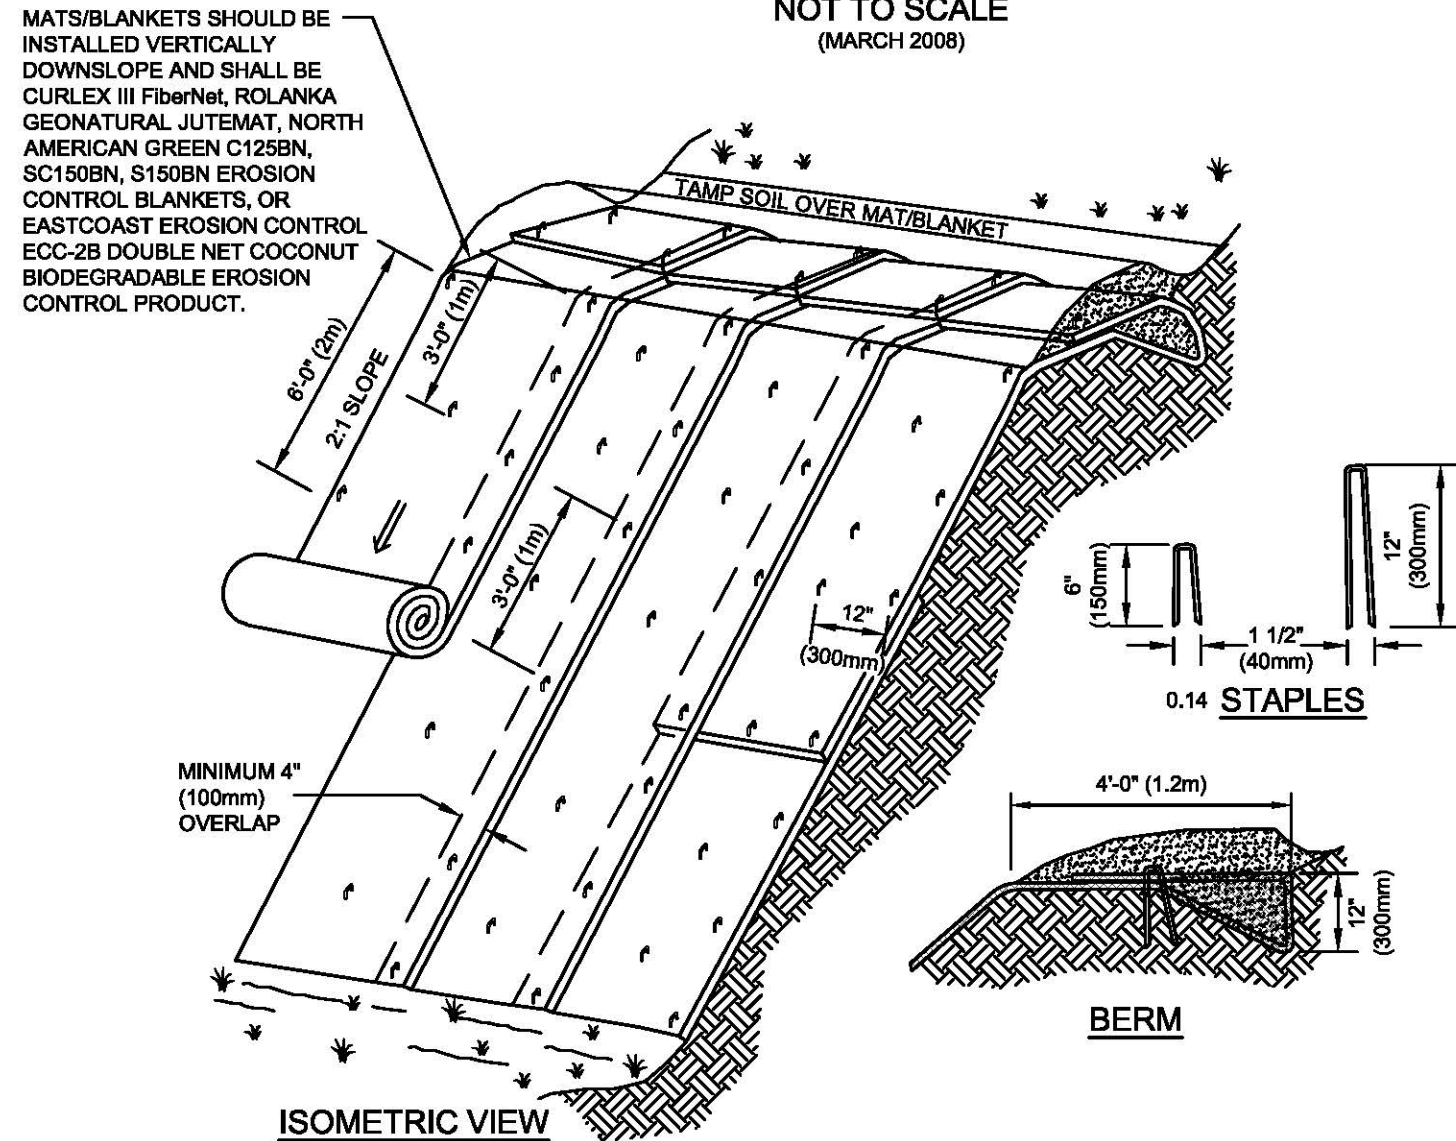 NOT TO SCALE
(MARCH 2008)
MATS/BLANKETS SHOULD BE
INSTALLED VERTICALLY
DOWNSLOPE AND SHALL BE
CURLEX III FiberNet, ROLANKA
GEONATURAL JUTEMAT, NORTH
AMERICAN GREEN C125BN,
SC150BN, S150BN EROSION
CONTROL BLANKETS, OR
EASTCOAST EROSION CONTROL
ECC-2B DOUBLE NET COCONUT
BIODEGRADABLE EROSION
CONTROL PRODUCT.
TAMP SOIL OVER MAT/BLANKET
6'-0" (2m)
3'-0" (1m)
2:1 SLOPE
3'-0" (1m)
12"
(300mm)
MINIMUM 4"
(100mm)
OVERLAP
ISOMETRIC VIEW
6"
(150mm)
12"
(300mm)
1 1/2"
(40mm)
0.14 STAPLES
4'-0" (1.2m)
12"
(300mm)
BERM